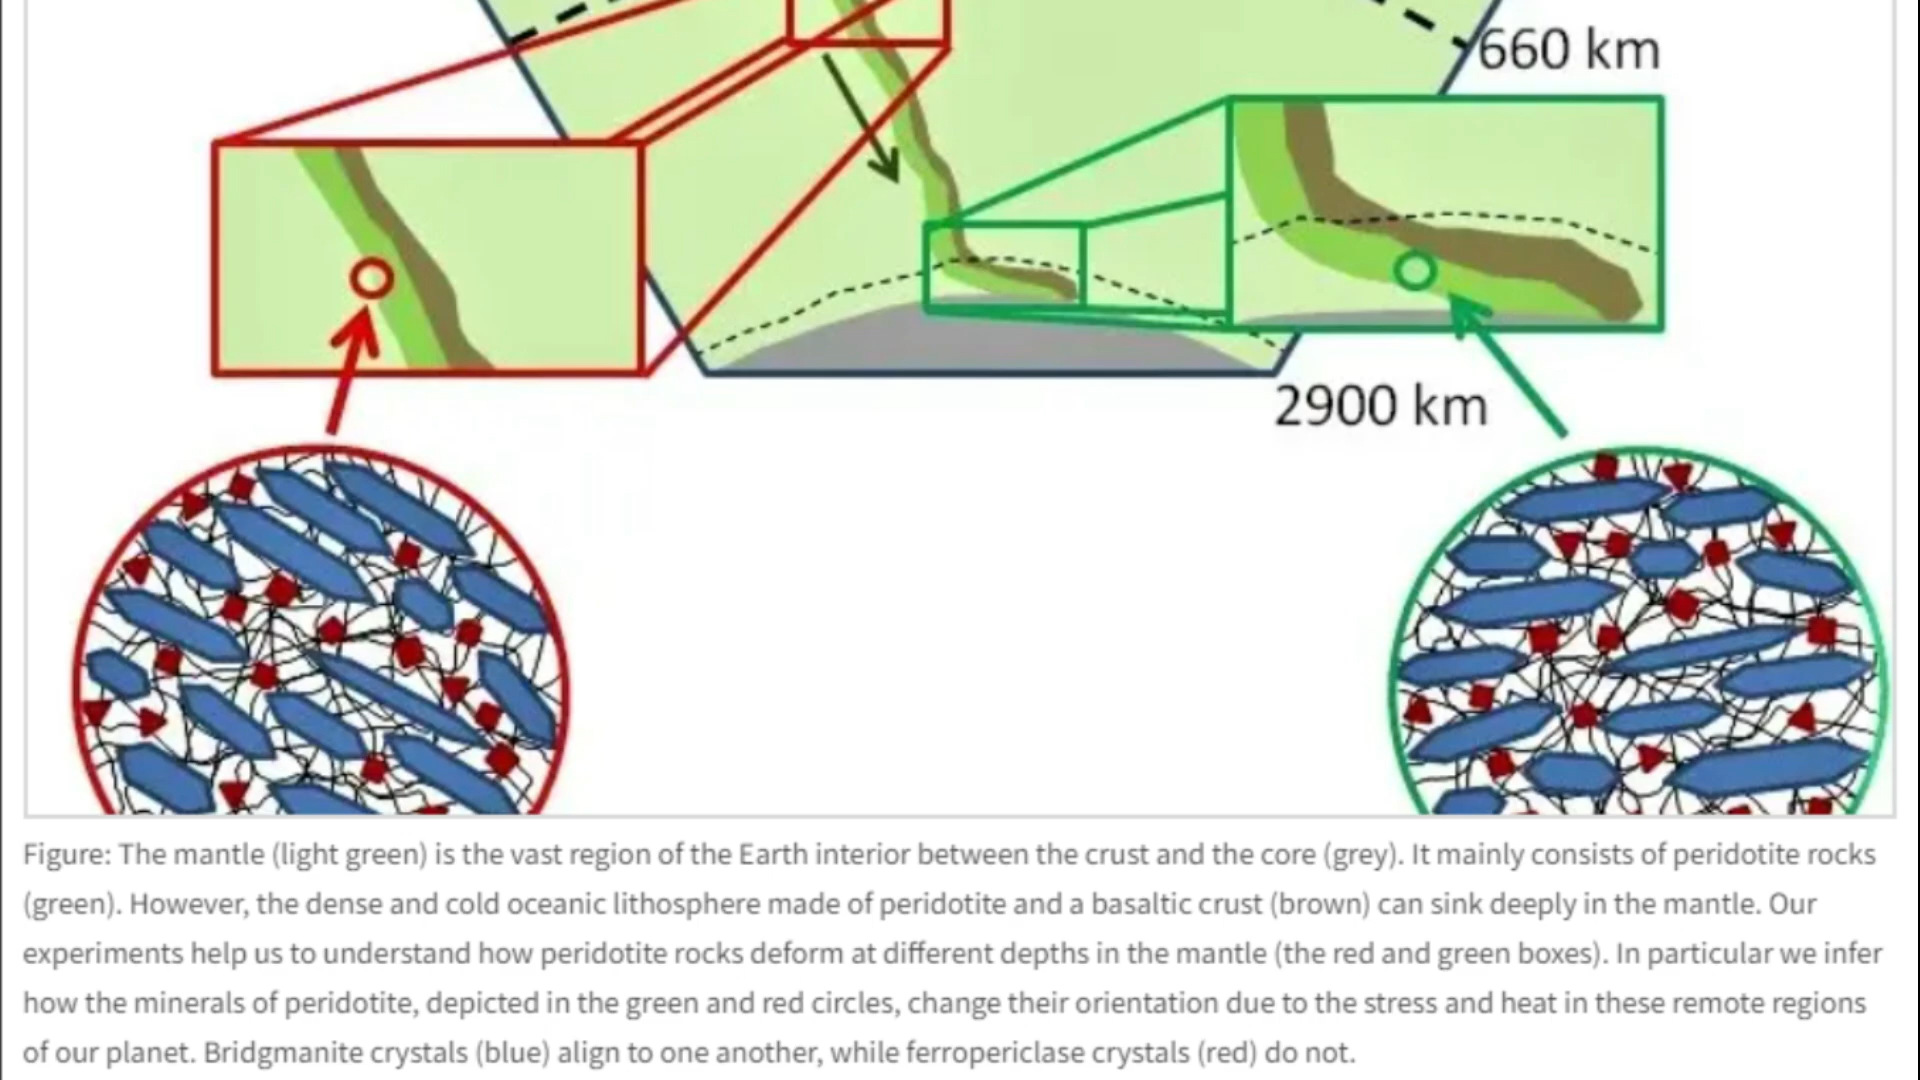 660 km
2900 km
Figure: The mantle (light green) is the vast region of the Earth interior between the crust and the core (grey). It mainly consists of peridotite rocks
(green). However, the dense and cold oceanic lithosphere made of peridotite and a basaltic crust (brown) can sink deeply in the mantle. Our
experiments help us to understand how peridotite rocks deform at different depths in the mantle (the red and green boxes). In particular we infer
how the minerals of peridotite, depicted in the green and red circles, change their orientation due to the stress and heat in these remote regions
of our planet. Bridgmanite crystals (blue) align to one another, while ferropericlase crystals (red) do not.